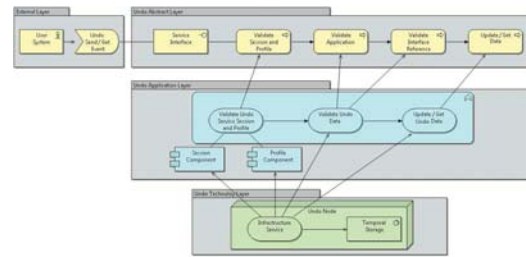 External Layer
Undo Abstract Layer
User
System
Undo
Send/Get
Event
Service
Interface
Validate
Session and
Profile
Validate
Application
Validate
Interface
Reference
Update/Get
Data
Undo Application Layer
Validate Undo
Service Session
and Profile
Validate Undo
Data
Update / Get
Undo Data
Session
Component
Profile
Component
Undo Technology Layer
Undo Node
Infrastructure
Service
Temporal
Storage